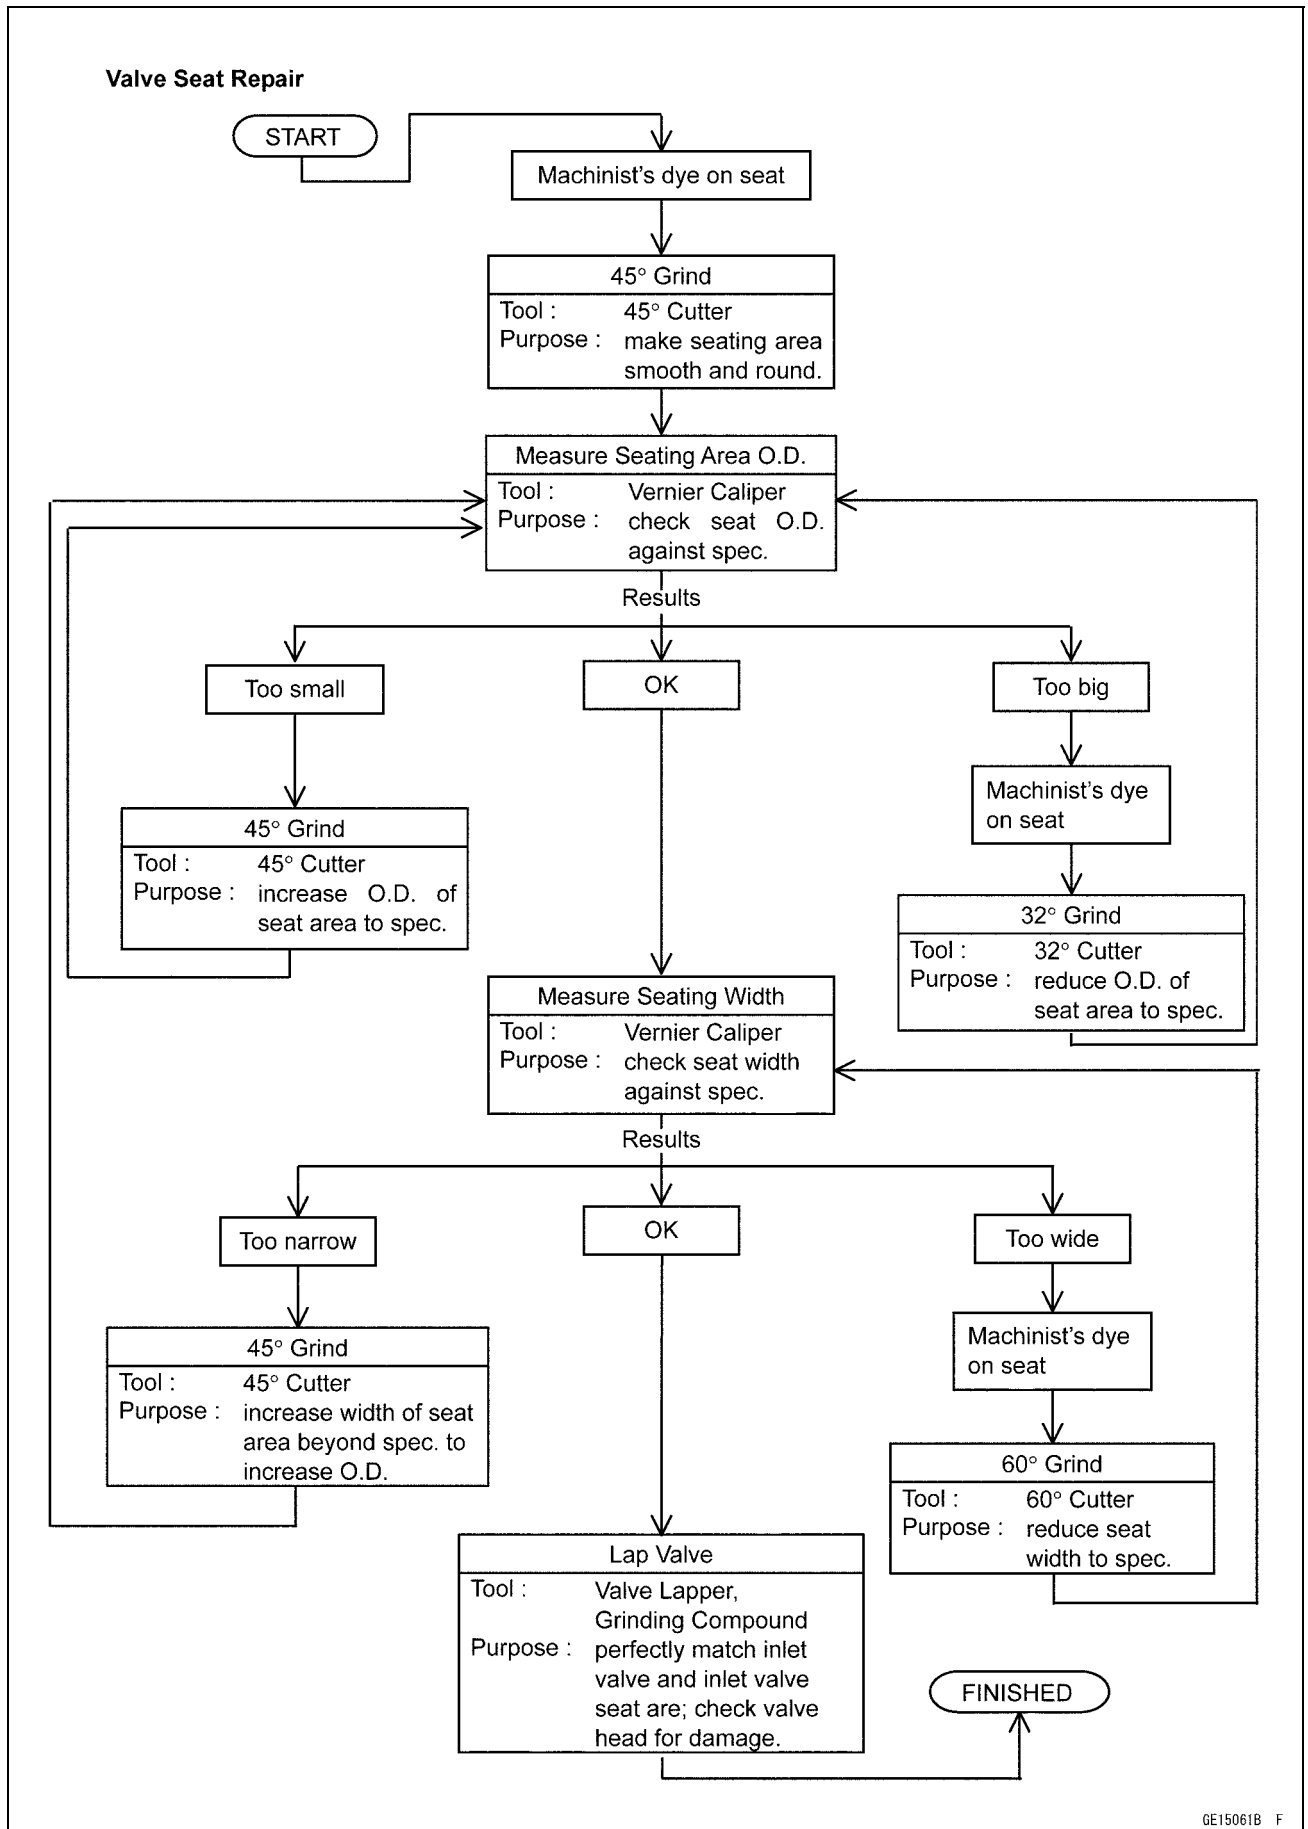 Valve Seat Repair
START
Machinist's dye on seat
45° Grind
Tool : 45° Cutter
Purpose : make seating area
smooth and round.
Measure Seating Area O.D.
Tool : Vernier Caliper
Purpose : check seat O.D.
against spec.
Results
Too small
OK
Too big
Machinist's dye
on seat
45° Grind
Tool : 45° Cutter
Purpose : increase O.D. of
seat area to spec.
32° Grind
Tool : 32° Cutter
Purpose : reduce O.D. of
seat area to spec.
Measure Seating Width
Tool : Vernier Caliper
Purpose : check seat width
against spec.
Results
Too narrow
OK
Too wide
Machinist's dye
on seat
45° Grind
Tool : 45° Cutter
Purpose : increase width of seat
area beyond spec. to
increase O.D.
60° Grind
Tool : 60° Cutter
Purpose : reduce seat
width to spec.
Lap Valve
Tool : Valve Lapper,
Grinding Compound
Purpose : perfectly match inlet
valve and inlet valve
seat are; check valve
head for damage.
FINISHED
GE15061B F